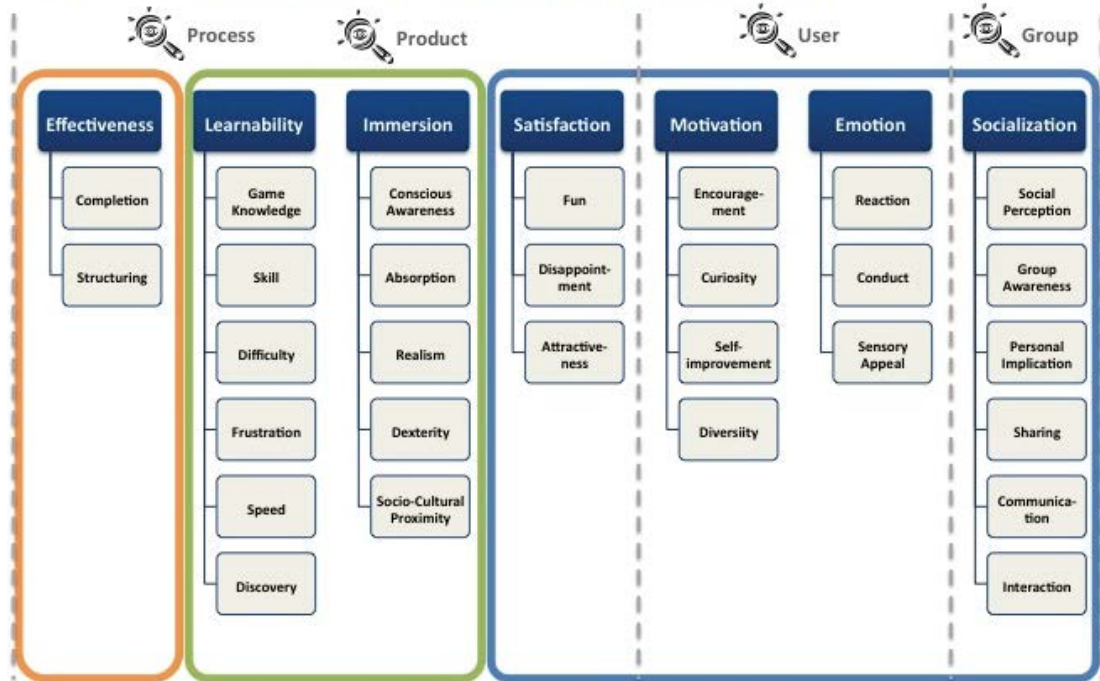 Process
Product
User
Group
Effectiveness
Completion
Structuring
Learnability
Game
Knowledge
Skill
Difficulty
Frustration
Speed
Discovery
Immersion
Conscious
Awareness
Absorption
Realism
Dexterity
Socio-Cultural
Proximity
Satisfaction
Fun
Disappoint-
ment
Attractive-
ness
Motivation
Encourage-
ment
Curiosity
Self-
improvement
Diversiity
Emotion
Reaction
Conduct
Sensory
Appeal
Socialization
Social
Perception
Group
Awareness
Personal
Implication
Sharing
Communica-
tion
Interaction